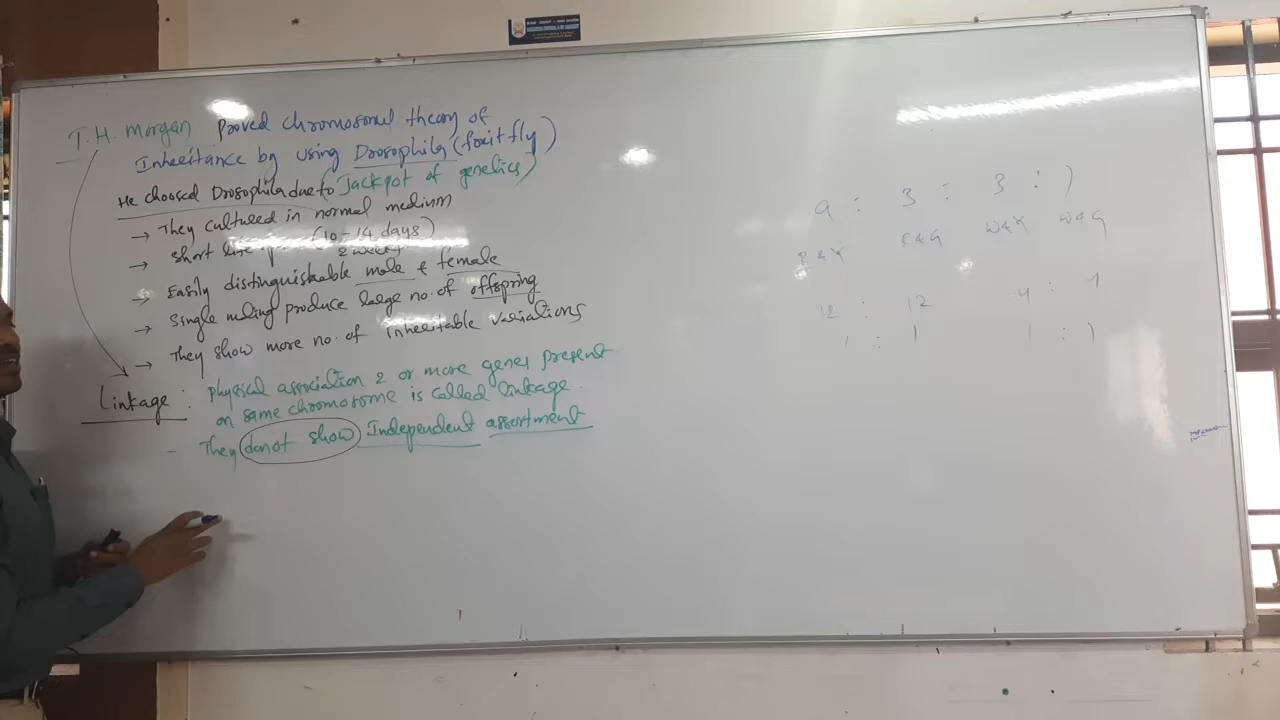 T.H. Morgan Proved chromosomal theory of
Inheritance by using Drosophila (fruit fly)
He choosed Drosophila due to (Jackpot of genetics)
→ They cultured in normal medium
→ Short life (10-14 days)
2 weeks
→ Easily distinguishable male & female
→ Single mating produce large no. of offspring
→ They show more no. of inheritable variations
Linkage : Physical association 2 or more genes present
on same chromosome is called linkage.
- They donot show Independent assortment
9 : 3 : 3 : 1
R & Y R & G W & Y W & G
12 : 12 4 : 4
1 : 1 1 : 1